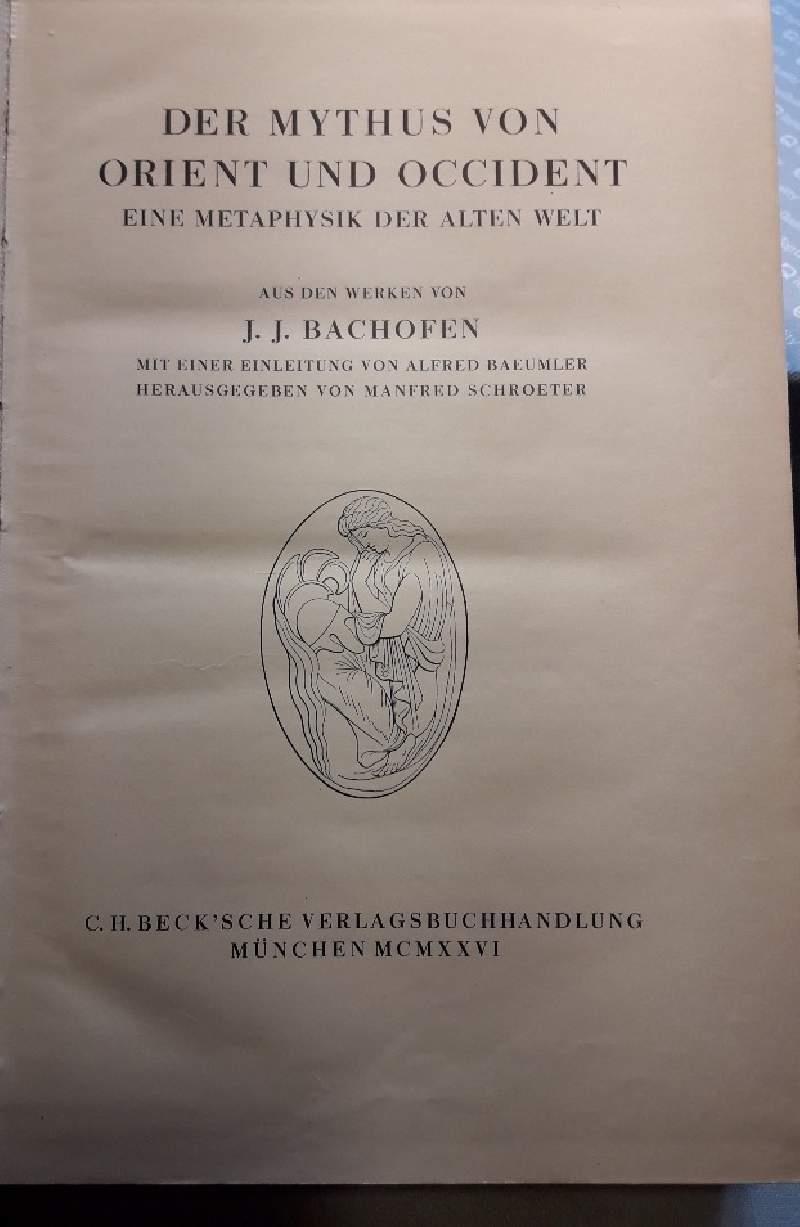 DER MYTHUS VON
ORIENT UND OCCIDENT
EINE METAPHYSIK DER ALTEN WELT
AUS DEN WERKEN VON
J. J. BACHOFEN
MIT EINER EINLEITUNG VON ALFRED BAEUMLER
HERAUSGEGEBEN VON MANFRED SCHROETER
C. H. BECK'SCHE VERLAGSBUCHHANDLUNG
MÜNCHEN MCMXXVI